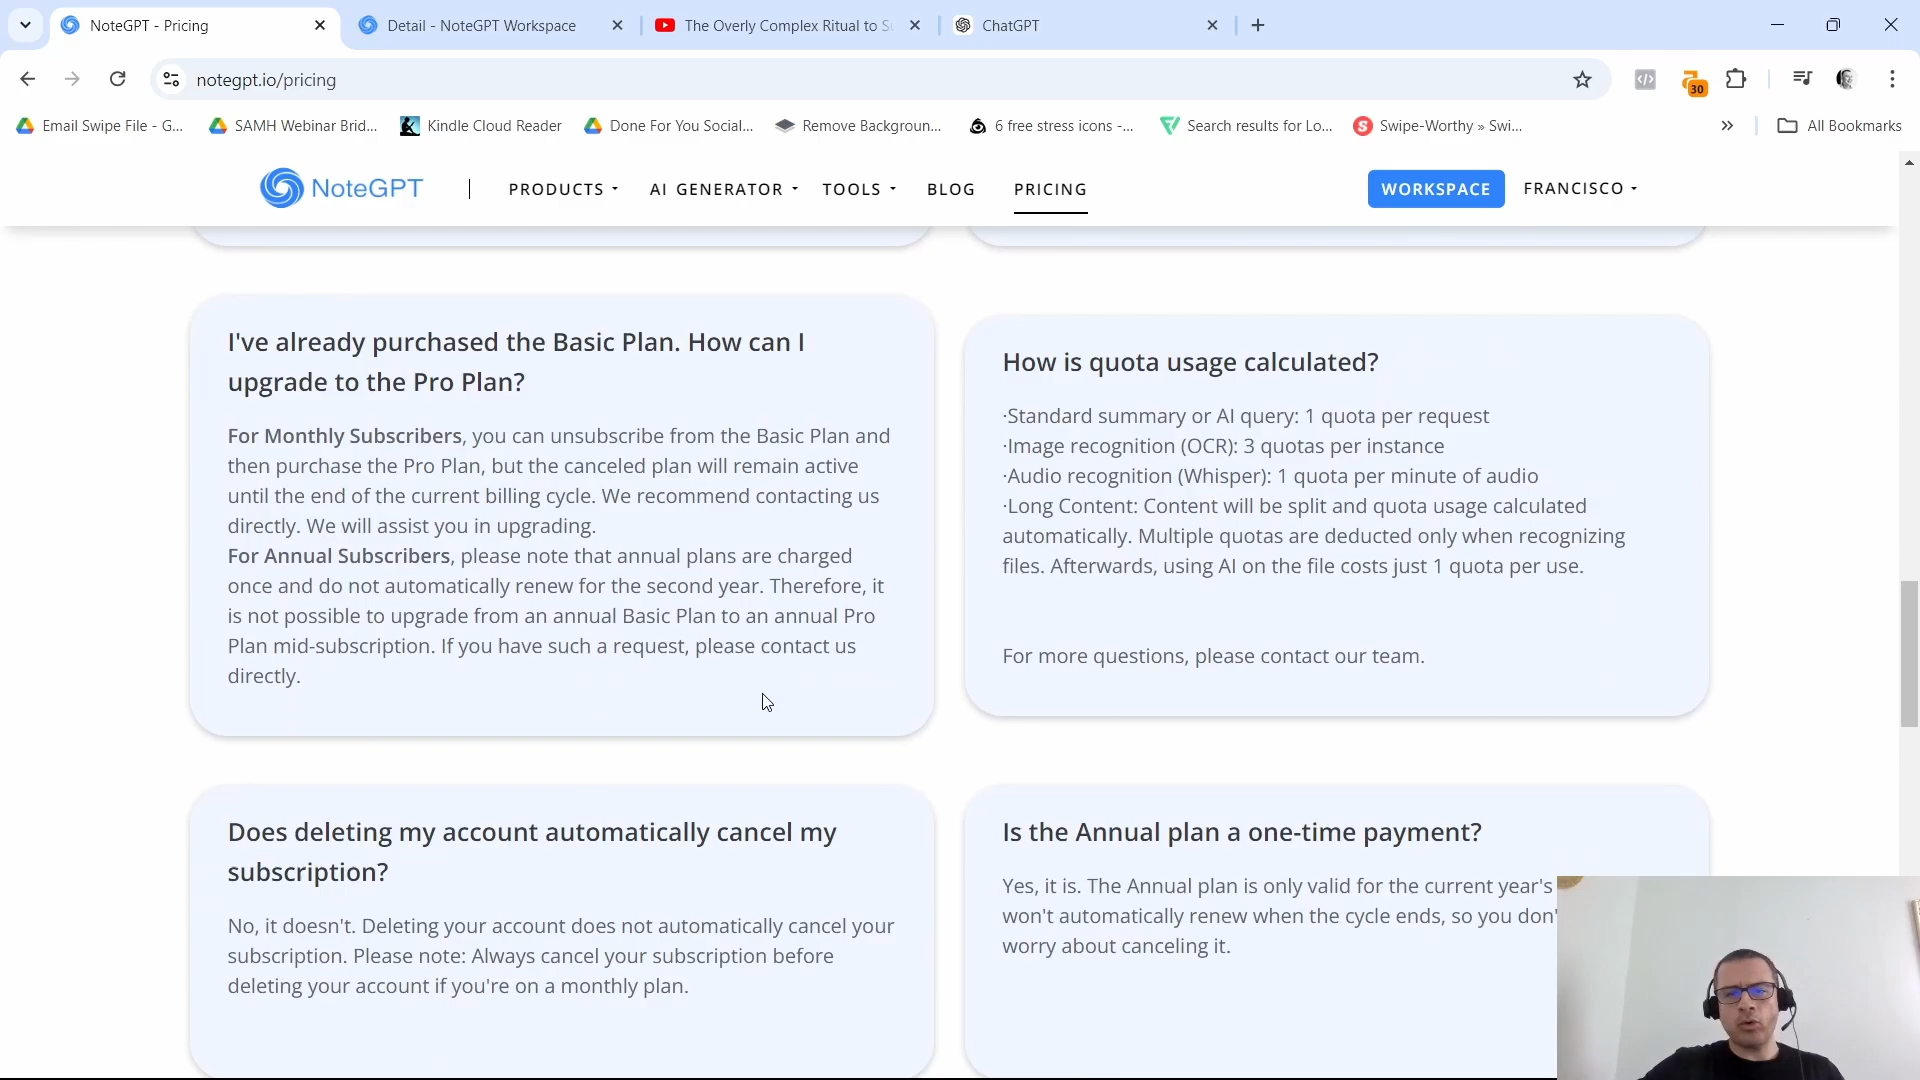 NoteGPT - Pricing
Detail - NoteGPT Workspace
The Overly Complex Ritual to
ChatGPT
notegpt.io/pricing
30
Email Swipe File - G...
SAMH Webinar Brid...
Kindle Cloud Reader
Done For You Social...
Remove Backgroun...
6 free stress icons -...
Search results for Lo...
Swipe-Worthy » Swi...
All Bookmarks
NoteGPT
PRODUCTS
AI GENERATOR
TOOLS
BLOG
PRICING
WORKSPACE
FRANCISCO
I've already purchased the Basic Plan. How can I
upgrade to the Pro Plan?
For Monthly Subscribers, you can unsubscribe from the Basic Plan and
then purchase the Pro Plan, but the canceled plan will remain active
until the end of the current billing cycle. We recommend contacting us
directly. We will assist you in upgrading.
For Annual Subscribers, please note that annual plans are charged
once and do not automatically renew for the second year. Therefore, it
is not possible to upgrade from an annual Basic Plan to an annual Pro
Plan mid-subscription. If you have such a request, please contact us
directly.
How is quota usage calculated?
·Standard summary or AI query: 1 quota per request
·Image recognition (OCR): 3 quotas per instance
·Audio recognition (Whisper): 1 quota per minute of audio
·Long Content: Content will be split and quota usage calculated
automatically. Multiple quotas are deducted only when recognizing
files. Afterwards, using AI on the file costs just 1 quota per use.
For more questions, please contact our team.
Does deleting my account automatically cancel my
subscription?
No, it doesn't. Deleting your account does not automatically cancel your
subscription. Please note: Always cancel your subscription before
deleting your account if you're on a monthly plan.
Is the Annual plan a one-time payment?
Yes, it is. The Annual plan is only valid for the current year's
won't automatically renew when the cycle ends, so you don'
worry about canceling it.